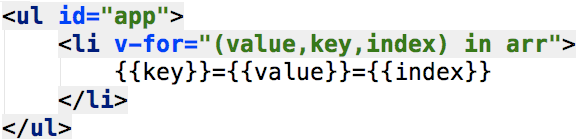 <ul id="app">
<li v-for="(value,key,index) in arr">
{{key}}={{value}}={{index}}
</li>
</ul>